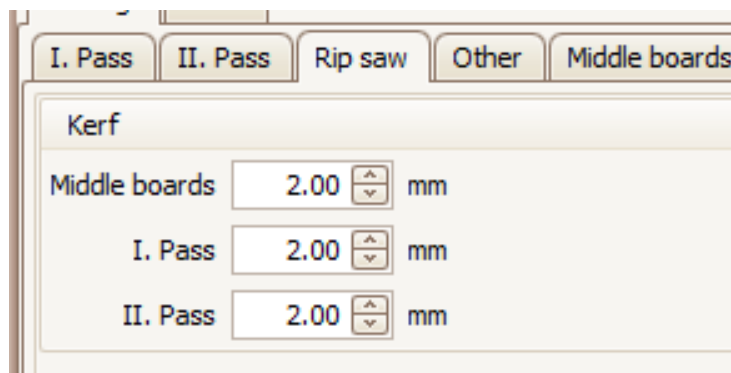 I. Pass II. Pass Rip saw Other Middle boards
Kerf
Middle boards 2.00 mm
I. Pass 2.00 mm
II. Pass 2.00 mm